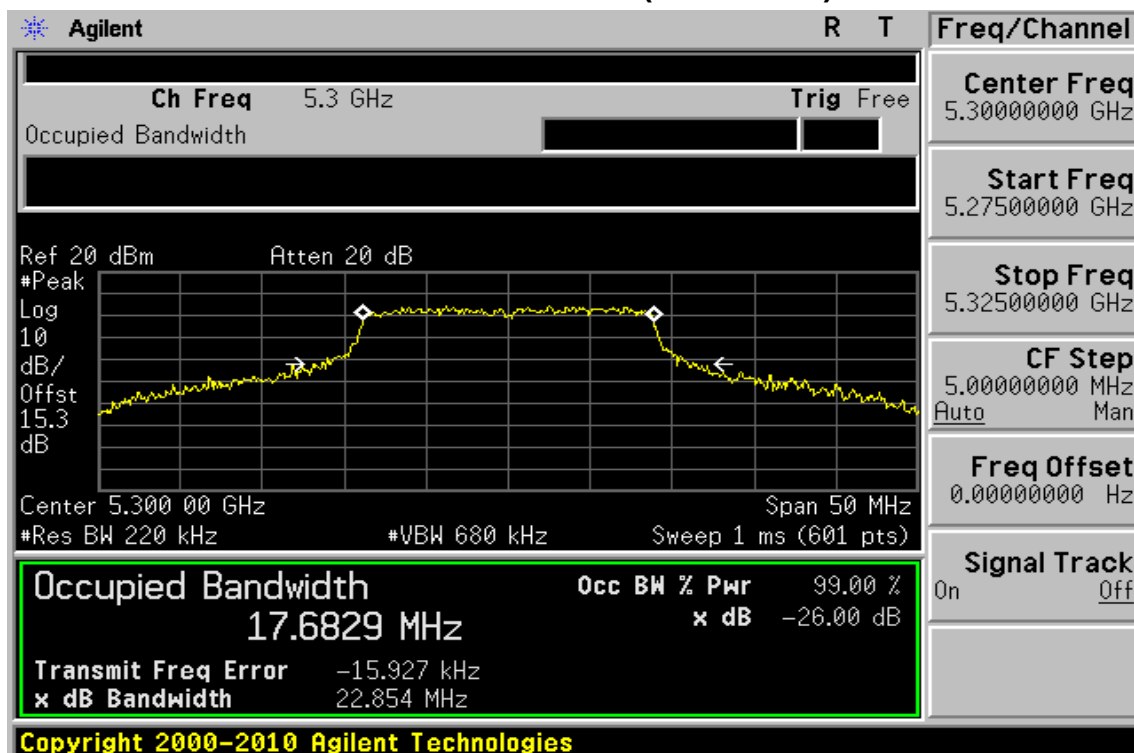 Agilent R T
Ch Freq 5.3 GHz Trig Free
Occupied Bandwidth
Ref 20 dBm Atten 20 dB
#Peak
Log
10
dB/
Offst
15.3
dB
Center 5.300 00 GHz Span 50 MHz
#Res BW 220 kHz #VBW 680 kHz Sweep 1 ms (601 pts)
Occupied Bandwidth
17.6829 MHz
Occ BW % Pwr 99.00 %
x dB -26.00 dB
Transmit Freq Error -15.927 kHz
x dB Bandwidth 22.854 MHz
Copyright 2000-2010 Agilent Technologies
Freq/Channel
Center Freq
5.30000000 GHz
Start Freq
5.27500000 GHz
Stop Freq
5.32500000 GHz
CF Step
5.00000000 MHz
Auto Man
Freq Offset
0.00000000 Hz
Signal Track
On Off